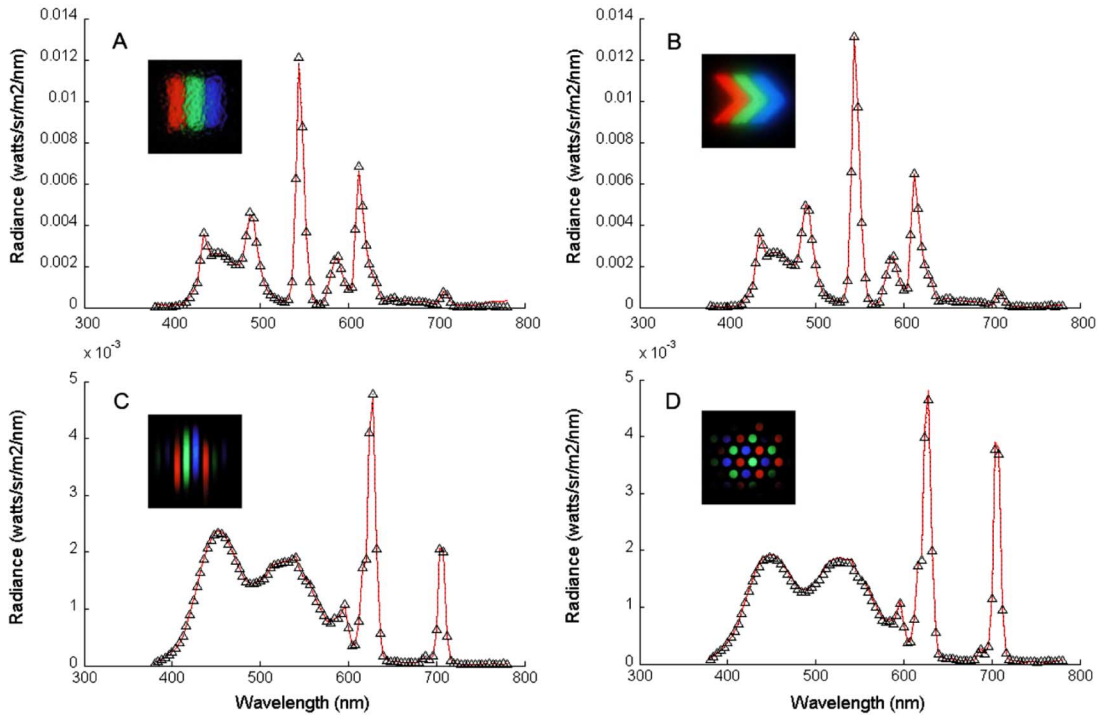 A
B
Radiance (watts/sr/m2/nm)
0.014
0.012
0.01
0.008
0.006
0.004
0.002
0
300 400 500 600 700 800
Radiance (watts/sr/m2/nm)
0.014
0.012
0.01
0.008
0.006
0.004
0.002
0
300 400 500 600 700 800
x 10-3
C
Radiance (watts/sr/m2/nm)
5
4
3
2
1
0
300 400 500 600 700 800
Wavelength (nm)
x 10-3
D
Radiance (watts/sr/m2/nm)
5
4
3
2
1
0
300 400 500 600 700 800
Wavelength (nm)